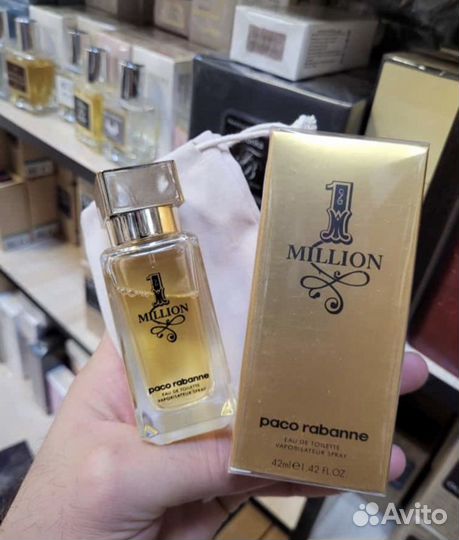 1
MILLION
paco rabanne
EAU DE TOILETTE
VAPORISATEUR SPRAY
1
MILLION
paco rabanne
EAU DE TOILETTE
VAPORISATEUR SPRAY
42ml e 1.42 FL.OZ.
Avito